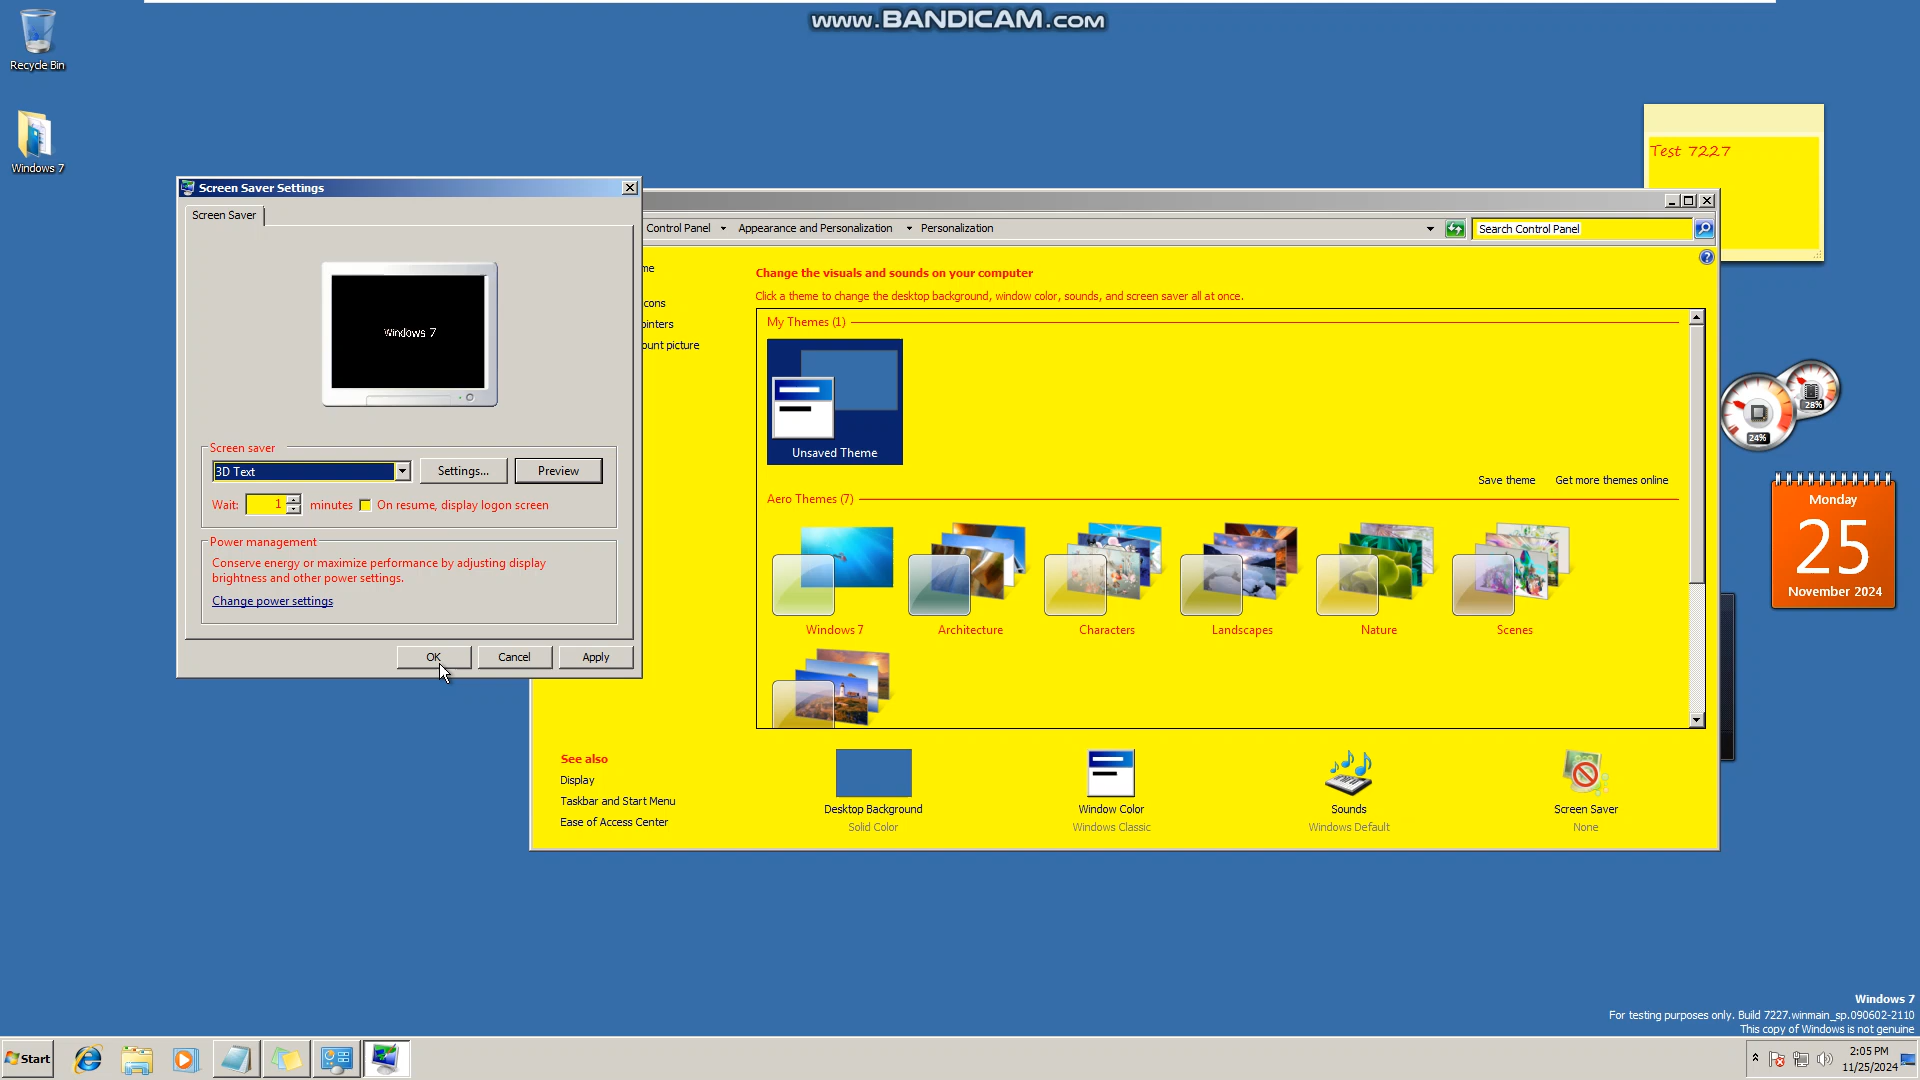 www.BANDICAM.com
Recycle Bin
Windows 7
Test 7227
Screen Saver Settings
Screen Saver
Windows 7
Screen saver
3D Text
Settings...
Preview
Wait:
1
minutes
On resume, display logon screen
Power management
Conserve energy or maximize performance by adjusting display
brightness and other power settings.
Change power settings
OK
Cancel
Apply
Control Panel
Appearance and Personalization
Personalization
Search Control Panel
me
cons
ointers
ount picture
Change the visuals and sounds on your computer
Click a theme to change the desktop background, window color, sounds, and screen saver all at once.
My Themes (1)
Unsaved Theme
Save theme
Get more themes online
Aero Themes (7)
Windows 7
Architecture
Characters
Landscapes
Nature
Scenes
See also
Display
Taskbar and Start Menu
Ease of Access Center
Desktop Background
Solid Color
Window Color
Windows Classic
Sounds
Windows Default
Screen Saver
None
28%
24%
Monday
25
November 2024
Windows 7
For testing purposes only. Build 7227.winmain_sp.090602-2110
This copy of Windows is not genuine
Start
2:05 PM
11/25/2024